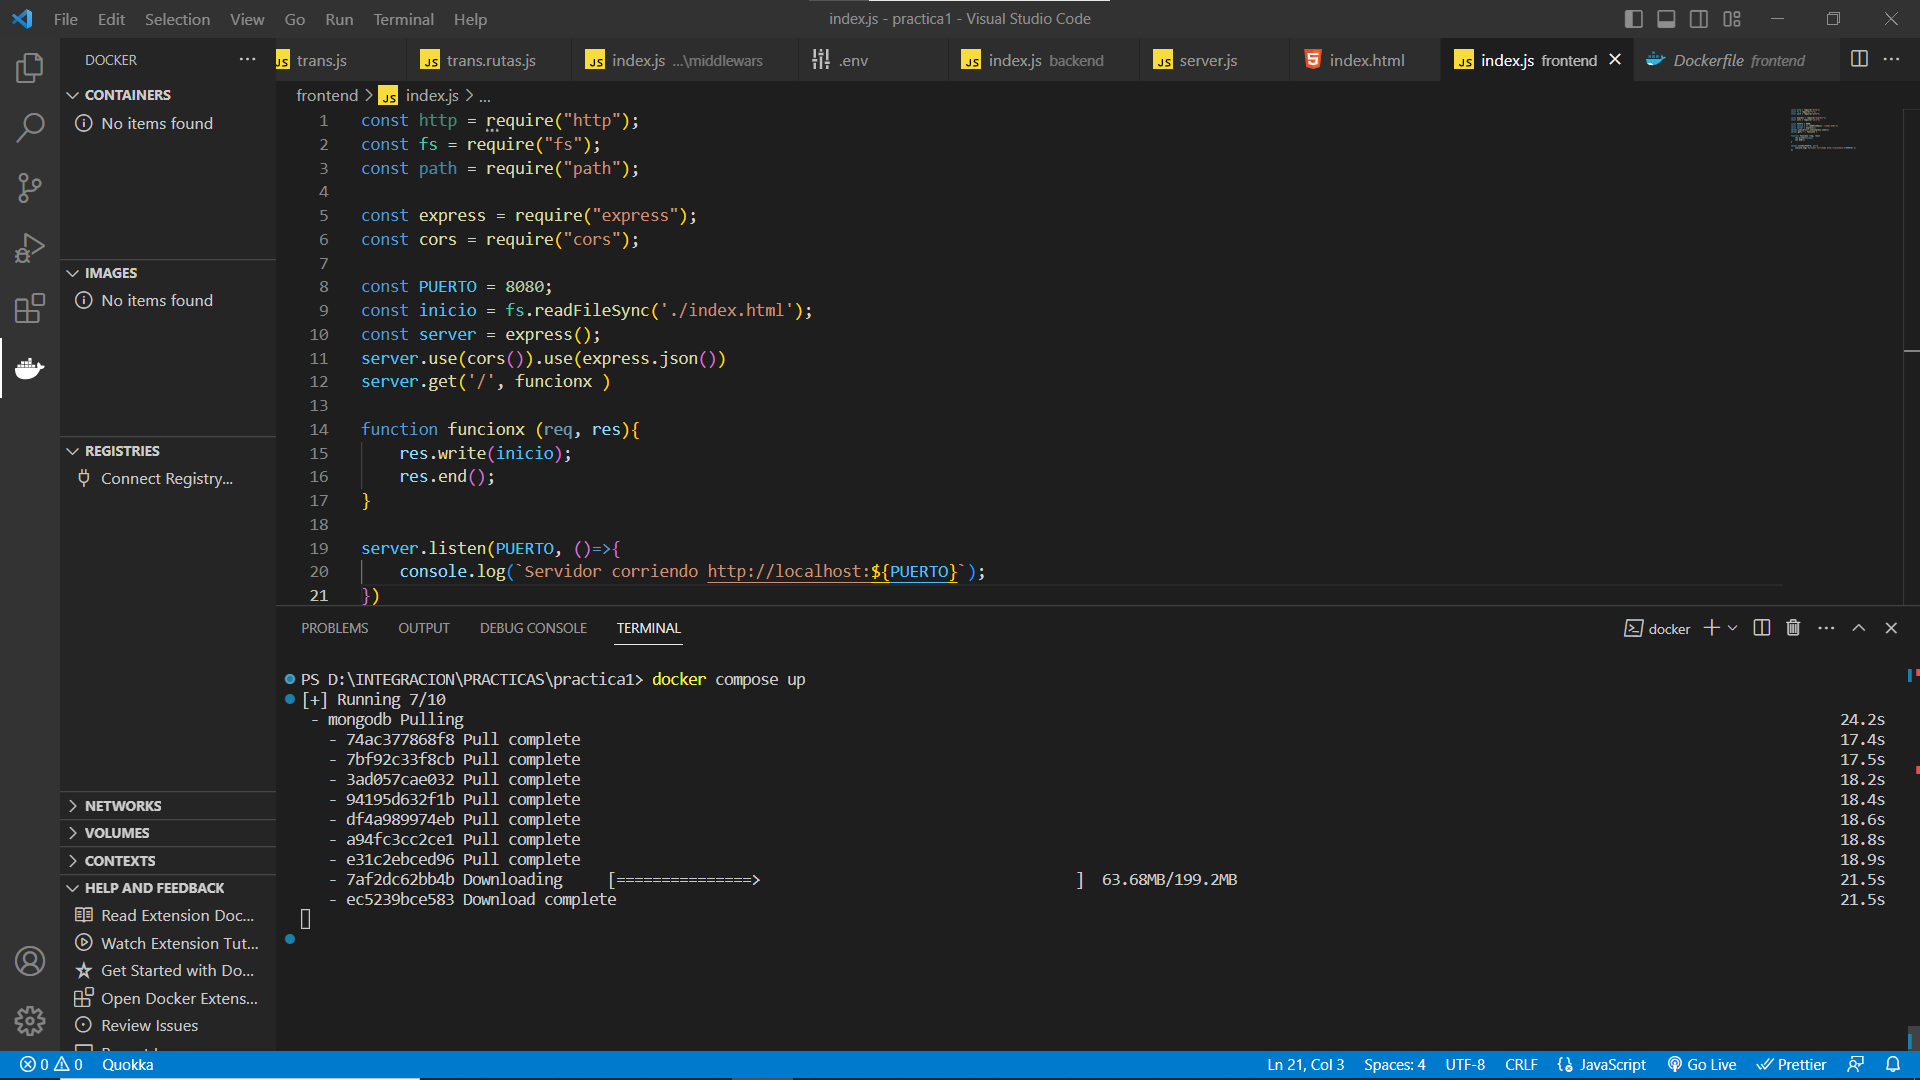 File Edit Selection View Go Run Terminal Help
index.js - practica1 - Visual Studio Code
DOCKER
CONTAINERS
No items found
IMAGES
No items found
REGISTRIES
Connect Registry...
NETWORKS
VOLUMES
CONTEXTS
HELP AND FEEDBACK
Read Extension Doc...
Watch Extension Tut...
Get Started with Do...
Open Docker Extens...
Review Issues
JS trans.js
JS trans.rutas.js
JS index.js ...\middlewars
.env
JS index.js backend
JS server.js
index.html
JS index.js frontend
Dockerfile frontend
frontend > JS index.js > ...
1 const http = require("http");
2 const fs = require("fs");
3 const path = require("path");
4
5 const express = require("express");
6 const cors = require("cors");
7
8 const PUERTO = 8080;
9 const inicio = fs.readFileSync('./index.html');
10 const server = express();
11 server.use(cors()).use(express.json())
12 server.get('/', funcionx )
13
14 function funcionx (req, res){
15 res.write(inicio);
16 res.end();
17 }
18
19 server.listen(PUERTO, ()=>{
20 console.log(`Servidor corriendo http://localhost:${PUERTO}`);
21 })
PROBLEMS OUTPUT DEBUG CONSOLE TERMINAL
docker
PS D:\INTEGRACION\PRACTICAS\practica1> docker compose up
[+] Running 7/10
- mongodb Pulling 24.2s
- 74ac377868f8 Pull complete 17.4s
- 7bf92c33f8cb Pull complete 17.5s
- 3ad057cae032 Pull complete 18.2s
- 94195d632f1b Pull complete 18.4s
- df4a989974eb Pull complete 18.6s
- a94fc3cc2ce1 Pull complete 18.8s
- e31c2ebced96 Pull complete 18.9s
- 7af2dc62bb4b Downloading [===============> ] 63.68MB/199.2MB 21.5s
- ec5239bce583 Download complete 21.5s
0 0 Quokka
Ln 21, Col 3 Spaces: 4 UTF-8 CRLF JavaScript Go Live Prettier